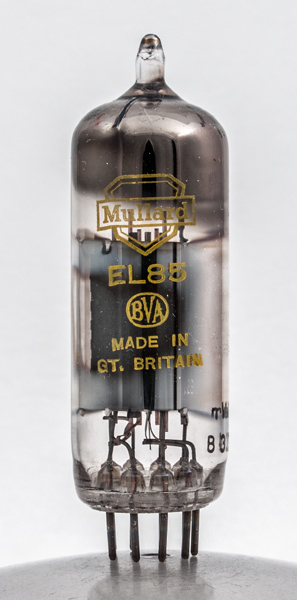 Mullard
EL85
BVA
MADE IN
GT. BRITAIN